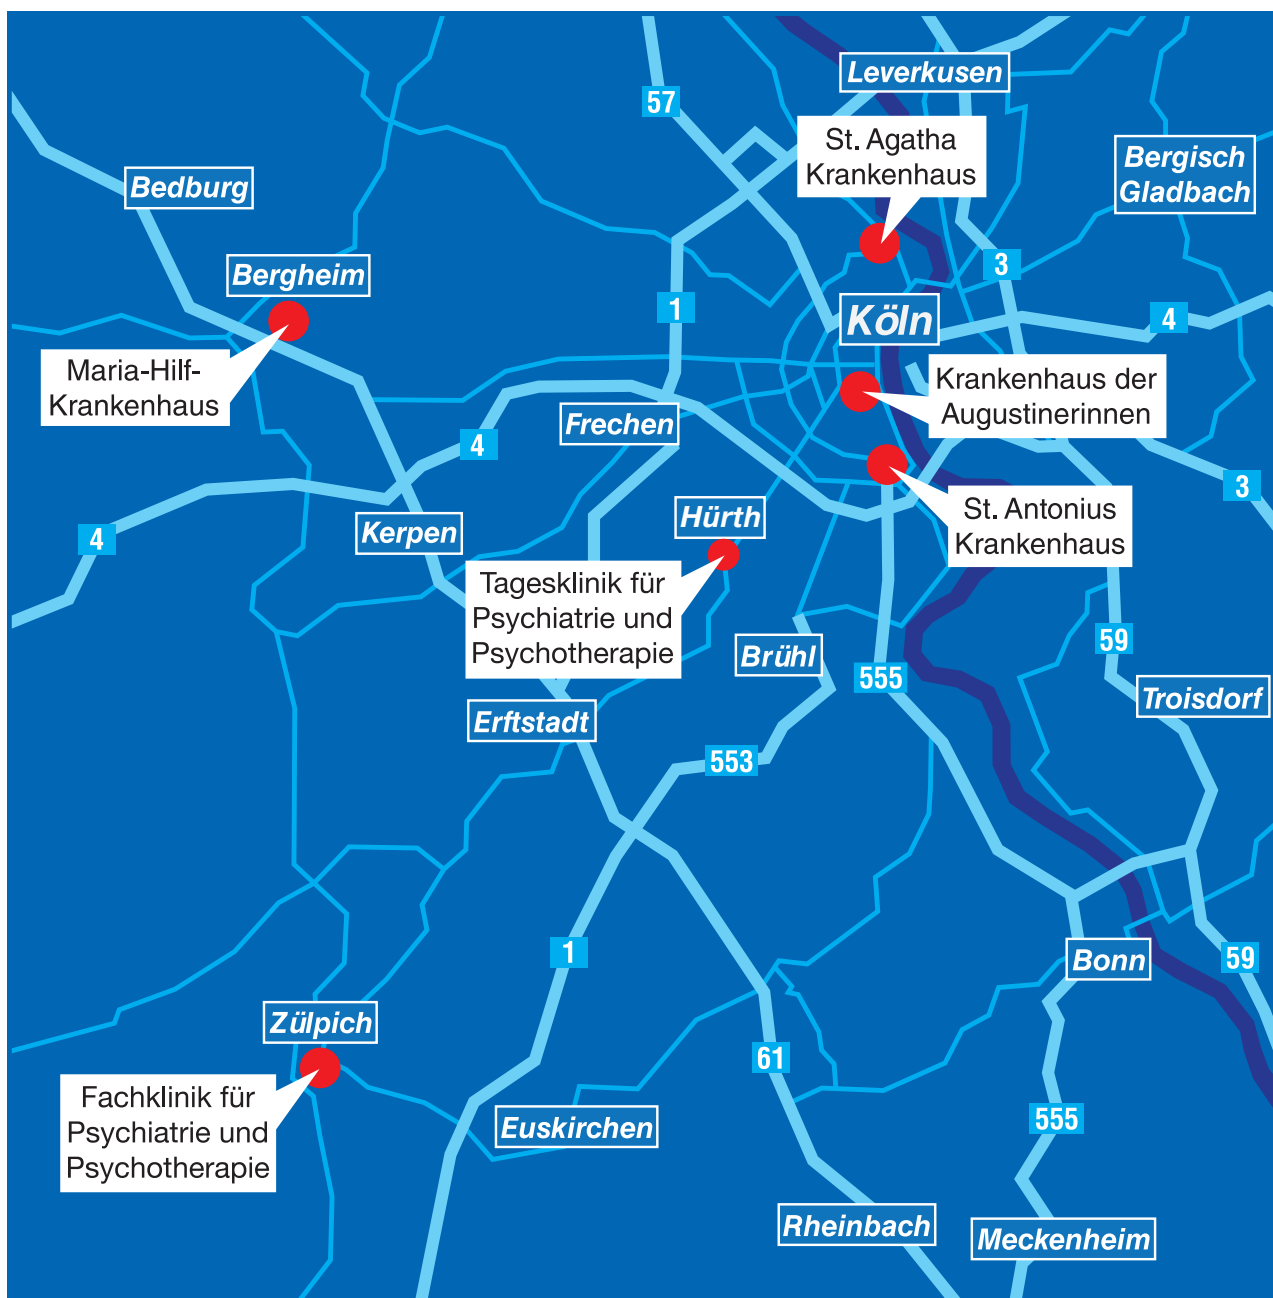 Leverkusen
57
St. Agatha
Krankenhaus
Bergisch
Gladbach
Bedburg
Bergheim
3
1
Köln
4
Maria-Hilf-
Krankenhaus
Krankenhaus der
Augustinerinnen
Frechen
4
3
Hürth
St. Antonius
Krankenhaus
Kerpen
4
Tagesklinik für
Psychiatrie und
Psychotherapie
59
Brühl
555
Troisdorf
Erftstadt
553
1
Bonn
59
Zülpich
61
Fachklinik für
Psychiatrie und
Psychotherapie
Euskirchen
555
Rheinbach
Meckenheim